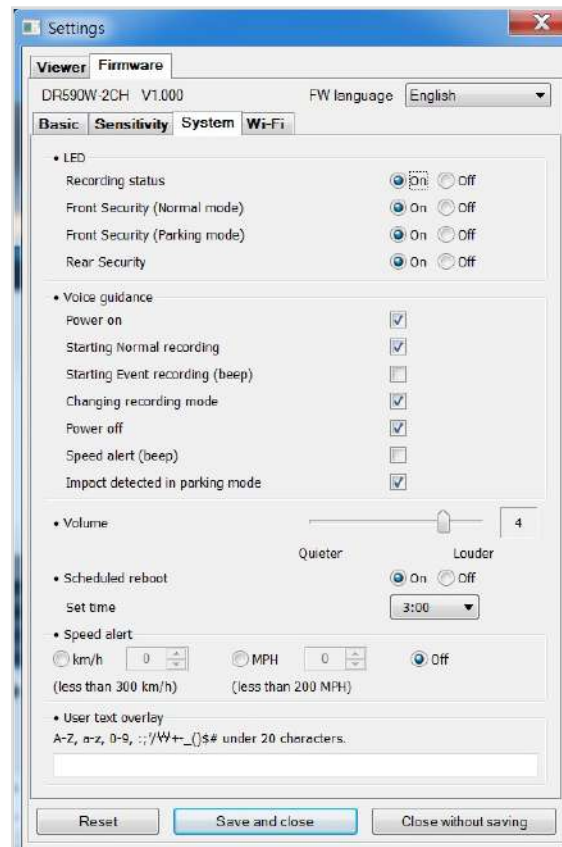 Settings
Viewer Firmware
DR590W-2CH V1.000 FW language English
Basic Sensitivity System Wi-Fi
• LED
Recording status On Off
Front Security (Normal mode) On Off
Front Security (Parking mode) On Off
Rear Security On Off
• Voice guidance
Power on
Starting Normal recording
Starting Event recording (beep)
Changing recording mode
Power off
Speed alert (beep)
Impact detected in parking mode
• Volume 4
Quieter Louder
• Scheduled reboot On Off
Set time 3:00
• Speed alert
km/h 0 MPH 0 Off
(less than 300 km/h) (less than 200 MPH)
• User text overlay
A-Z, a-z, 0-9, :;'/₩+-_()$# under 20 characters.
Reset Save and close Close without saving